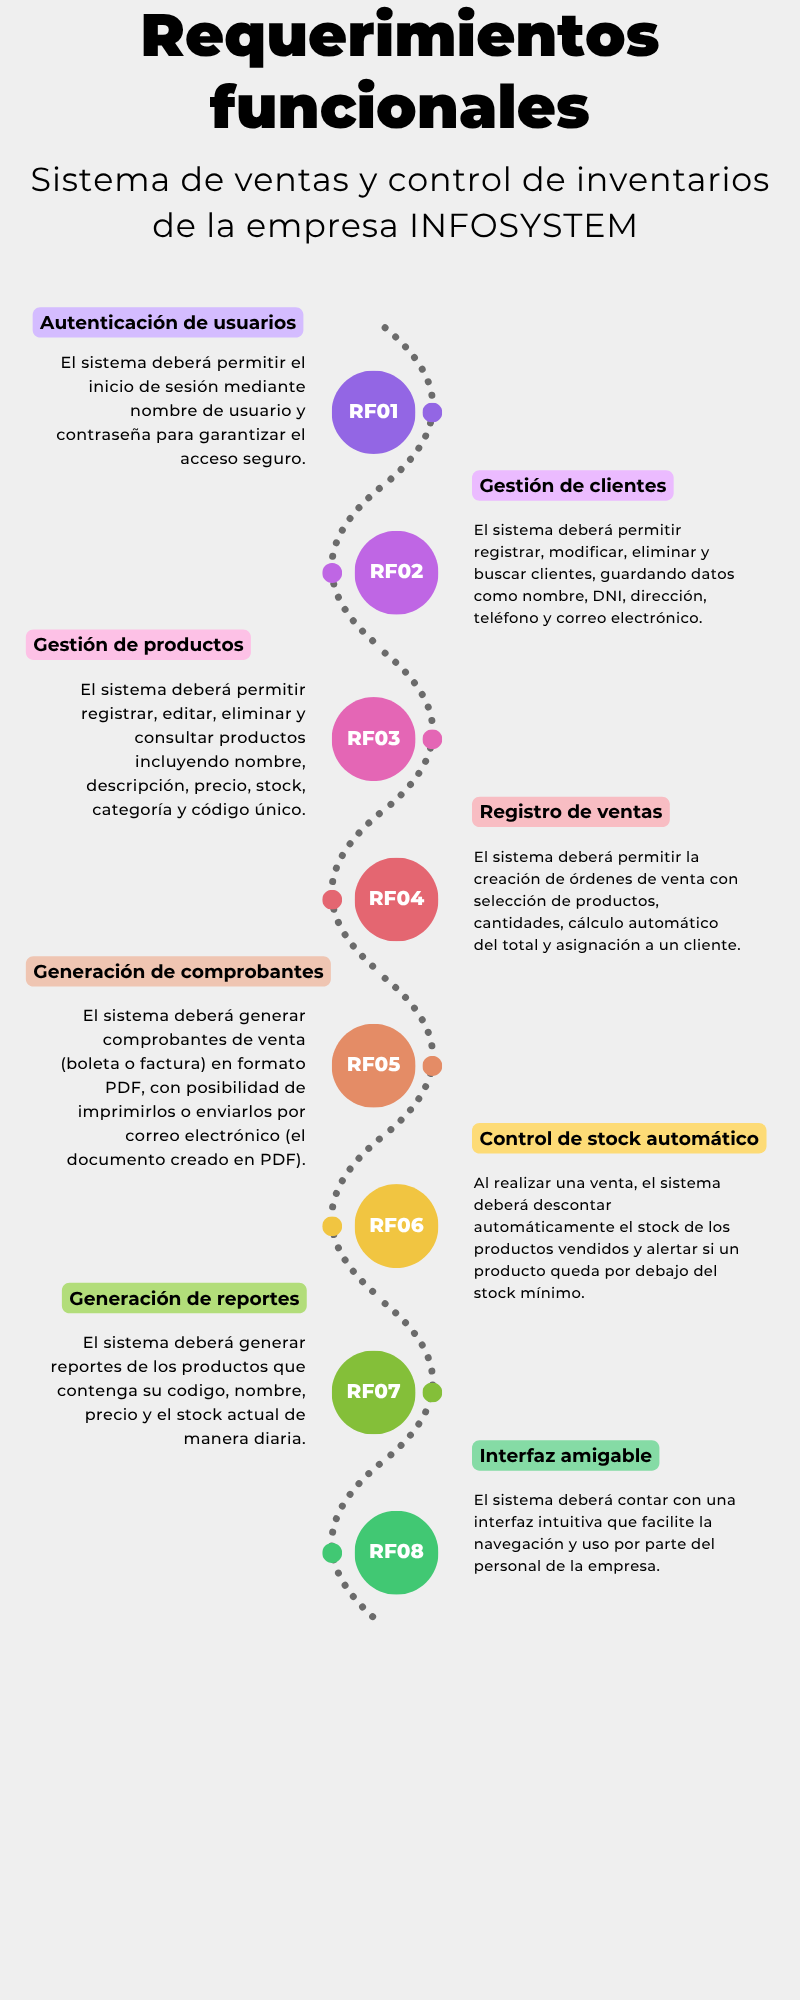 Requerimientos
funcionales
Sistema de ventas y control de inventarios
de la empresa INFOSYSTEM
Autenticación de usuarios
El sistema deberá permitir el
inicio de sesión mediante
nombre de usuario y
contraseña para garantizar el
acceso seguro.
RF01
Gestión de clientes
El sistema deberá permitir
registrar, modificar, eliminar y
buscar clientes, guardando datos
como nombre, DNI, dirección,
teléfono y correo electrónico.
RF02
Gestión de productos
El sistema deberá permitir
registrar, editar, eliminar y
consultar productos
incluyendo nombre,
descripción, precio, stock,
categoría y código único.
RF03
Registro de ventas
El sistema deberá permitir la
creación de órdenes de venta con
selección de productos,
cantidades, cálculo automático
del total y asignación a un cliente.
RF04
Generación de comprobantes
El sistema deberá generar
comprobantes de venta
(boleta o factura) en formato
PDF, con posibilidad de
imprimirlos o enviarlos por
correo electrónico (el
documento creado en PDF).
RF05
Control de stock automático
Al realizar una venta, el sistema
deberá descontar
automáticamente el stock de los
productos vendidos y alertar si un
producto queda por debajo del
stock mínimo.
RF06
Generación de reportes
El sistema deberá generar
reportes de los productos que
contenga su codigo, nombre,
precio y el stock actual de
manera diaria.
RF07
Interfaz amigable
El sistema deberá contar con una
interfaz intuitiva que facilite la
navegación y uso por parte del
personal de la empresa.
RF08